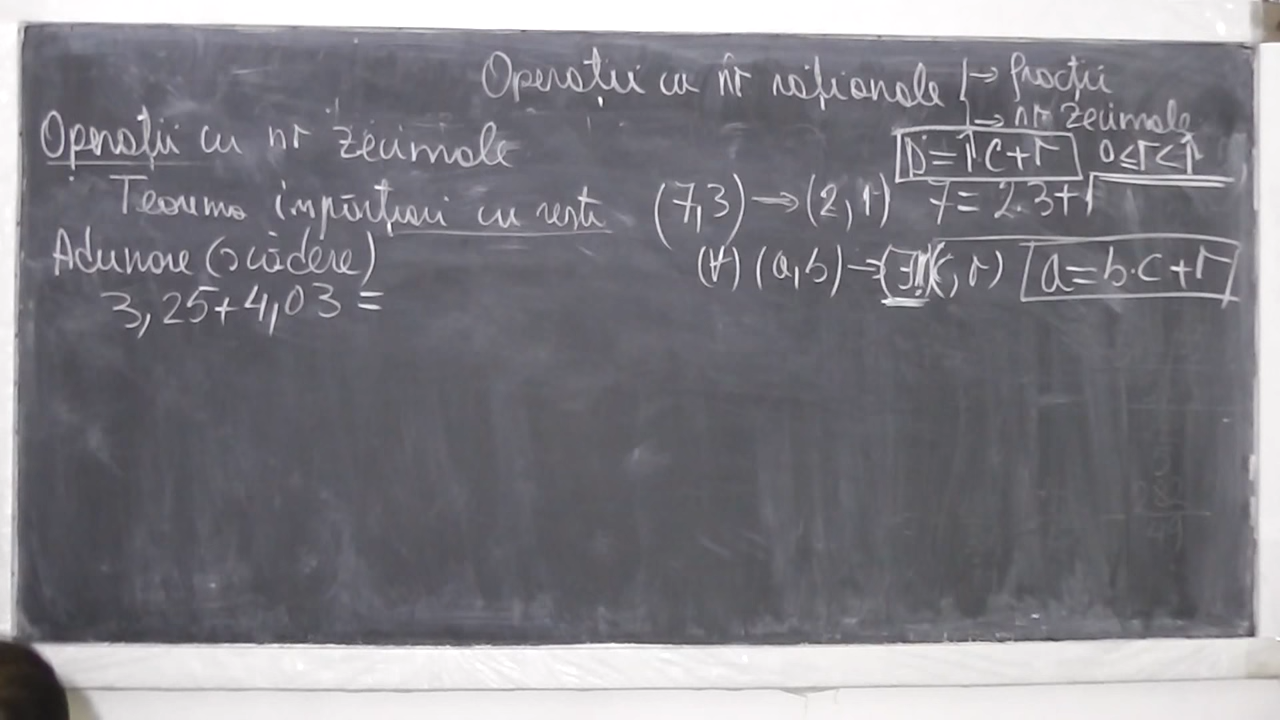 Operații cu nr raționale → fracții
→ nr zecimale
Operații cu nr zecimale
D=Î·C+r 0≤r<Î
Teorema împărțirii cu rest
(7,3)→(2,1) 7=2·3+1
Adunare (scădere)
(∀) (a,b)→(∃!)(c,r) a=b·c+r
3,25+4,03=